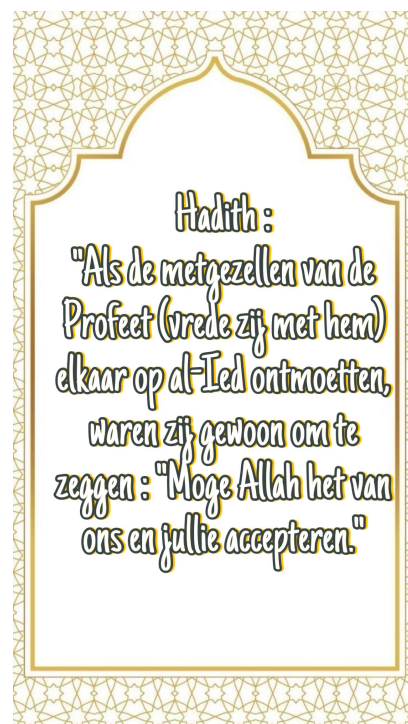 Hadith :
"Als de metgezellen van de
Profeet (vrede zij met hem)
elkaar op al-Ied ontmoetten,
waren zij gewoon om te
zeggen : "Moge Allah het van
ons en jullie accepteren."